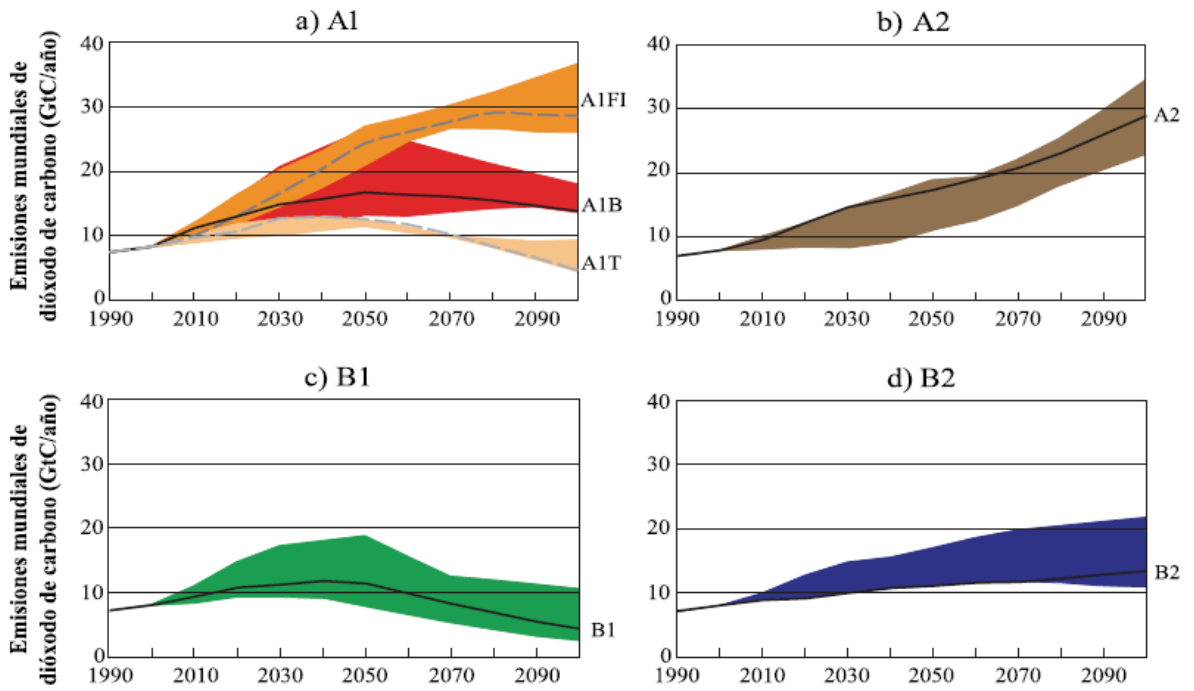 a) A1
b) A2
Emisiones mundiales de
dióxodo de carbono (GtC/año)
40
30
20
10
0
A1FI
A1B
A1T
1990 2010 2030 2050 2070 2090
40
30
20
10
0
A2
1990 2010 2030 2050 2070 2090
c) B1
d) B2
Emisiones mundiales de
dióxodo de carbono (GtC/año)
40
30
20
10
0
B1
1990 2010 2030 2050 2070 2090
40
30
20
10
0
B2
1990 2010 2030 2050 2070 2090